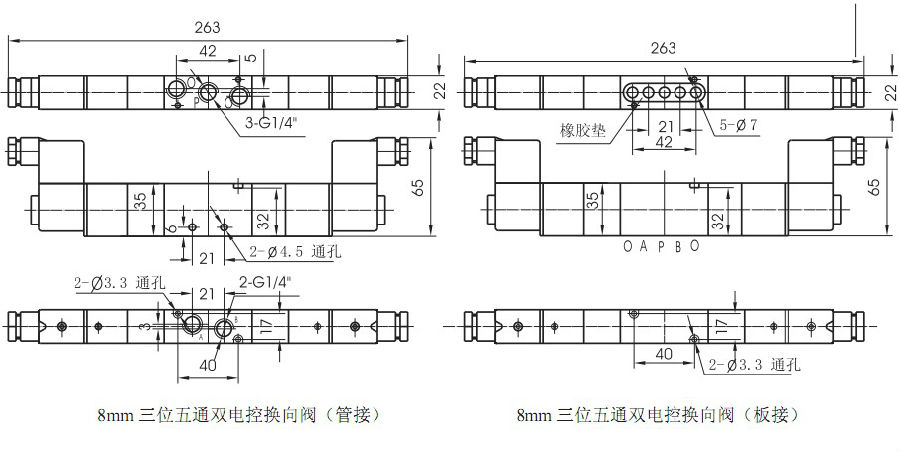 263
42
5
22
O
P
O
3-G1/4"
65
35
32
6
21
2-Ø4.5 通孔
2-Ø3.3 通孔
21
2-G1/4"
3
A
B
17
40
8mm 三位五通双电控换向阀（管接）
263
22
橡胶垫
21
42
5-Ø7
65
35
32
O A P B O
17
40
2-Ø3.3 通孔
8mm 三位五通双电控换向阀（板接）